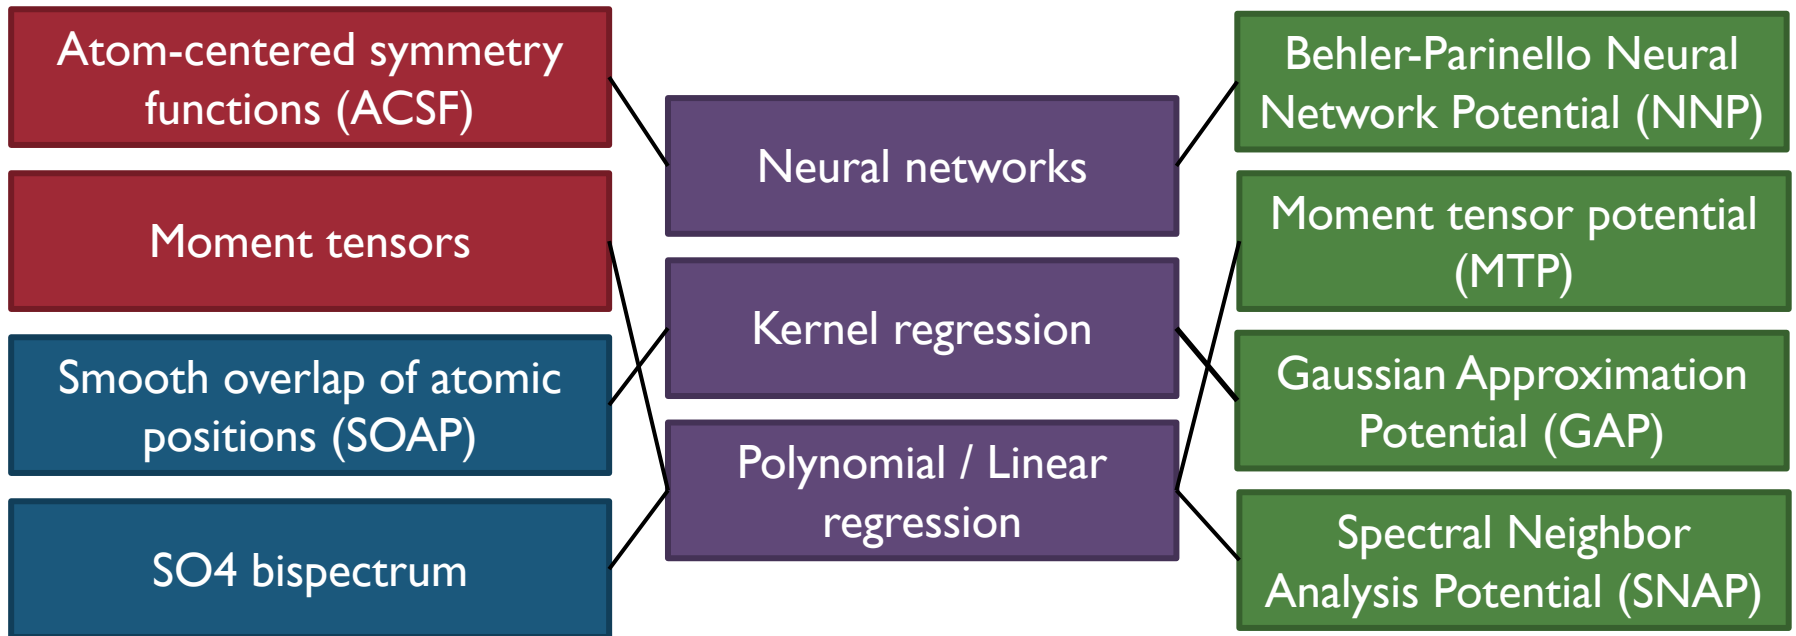 Atom-centered symmetry
functions (ACSF)
Moment tensors
Smooth overlap of atomic
positions (SOAP)
SO4 bispectrum
Neural networks
Kernel regression
Polynomial / Linear
regression
Behler-Parinello Neural
Network Potential (NNP)
Moment tensor potential
(MTP)
Gaussian Approximation
Potential (GAP)
Spectral Neighbor
Analysis Potential (SNAP)